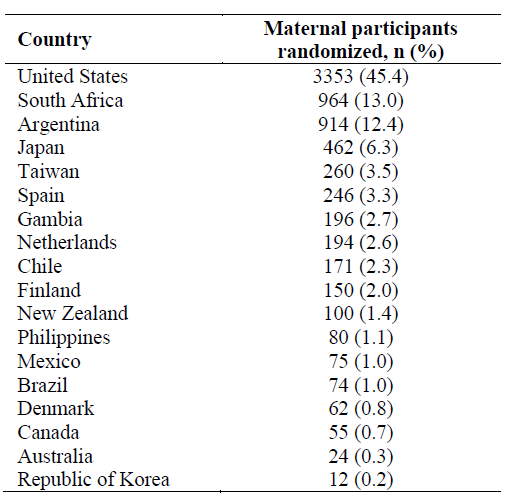 Country Maternal participants
randomized, n (%)
United States 3353 (45.4)
South Africa 964 (13.0)
Argentina 914 (12.4)
Japan 462 (6.3)
Taiwan 260 (3.5)
Spain 246 (3.3)
Gambia 196 (2.7)
Netherlands 194 (2.6)
Chile 171 (2.3)
Finland 150 (2.0)
New Zealand 100 (1.4)
Philippines 80 (1.1)
Mexico 75 (1.0)
Brazil 74 (1.0)
Denmark 62 (0.8)
Canada 55 (0.7)
Australia 24 (0.3)
Republic of Korea 12 (0.2)